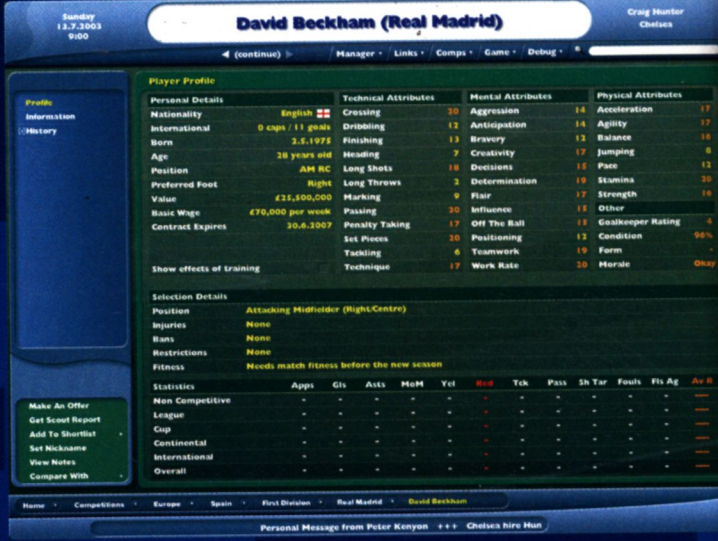 Sunday
13.7.2003
9:00
David Beckham (Real Madrid)
Craig Hunter
Chelsea
(continue)
Manager Links Comps Game Debug
Profile
Information
History
Player Profile
Personal Details
Nationality English
International 0 caps / 11 goals
Born 2.5.1975
Age 28 years old
Position AM RC
Preferred Foot Right
Value £25,500,000
Basic Wage £70,000 per week
Contract Expires 30.6.2007
Show effects of training
Technical Attributes
Crossing 20
Dribbling 12
Finishing 13
Heading 7
Long Shots 18
Long Throws 2
Marking 9
Passing 20
Penalty Taking 17
Set Pieces 20
Tackling 6
Technique 17
Mental Attributes
Aggression 14
Anticipation 14
Bravery 12
Creativity 17
Decisions 15
Determination 19
Flair 17
Influence 15
Off The Ball 15
Positioning 12
Teamwork 19
Work Rate 20
Physical Attributes
Acceleration 17
Agility 17
Balance 16
Jumping 8
Pace 12
Stamina 20
Strength 16
Other
Goalkeeper Rating 4
Condition 98%
Form -
Morale Okay
Selection Details
Position Attacking Midfielder (Right/Centre)
Injuries None
Bans None
Restrictions None
Fitness Needs match fitness before the new season
Statistics Apps Gls Asts MoM Yel Red Tck Pass Sh Tar Fouls Fls Ag Av R
Non Competitive - - - - - - - - - - - ---
League - - - - - - - - - - - ---
Cup - - - - - - - - - - - ---
Continental - - - - - - - - - - - ---
International - - - - - - - - - - - ---
Overall - - - - - - - - - - - ---
Make An Offer
Get Scout Report
Add To Shortlist
Set Nickname
View Notes
Compare With
Home Competitions Europe Spain First Division Real Madrid David Beckham
Personal Message from Peter Kenyon +++ Chelsea hire Hun